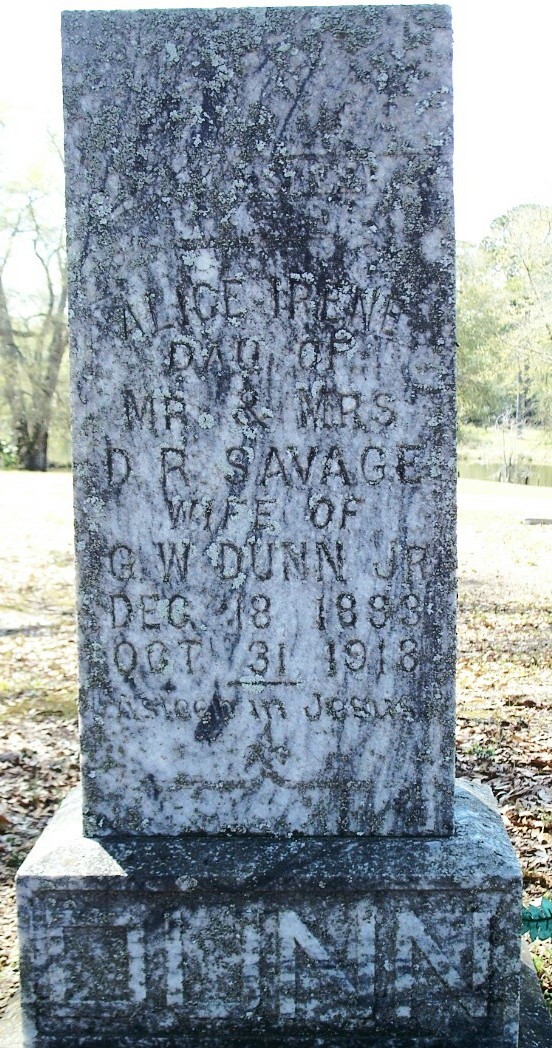 ALICE IRENE
DAU OF
MR & MRS
D R SAVAGE
WIFE OF
G W DUNN JR
DEC 18 1893
OCT 31 1918
Asleep in Jesus
DUNN